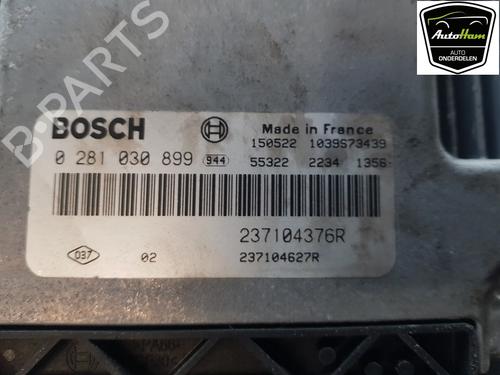 AutoHam
AUTO
ONDERDELEN
B-PARTS
BOSCH
Made in France
150522 1039S73439
0 281 030 899 944 55322 2234 1356
237104376R
037 02 237104627R